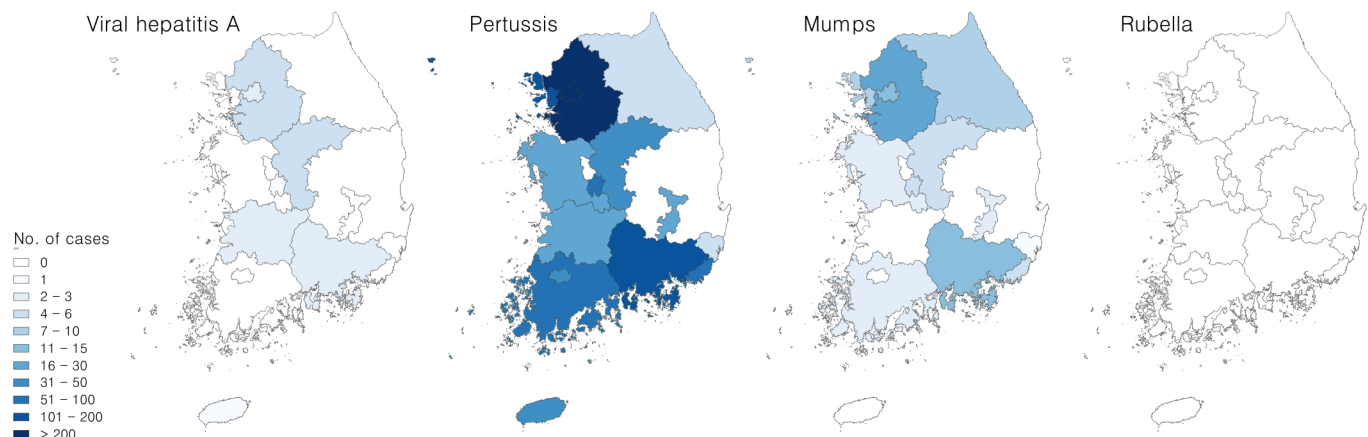 Viral hepatitis A
Pertussis
Mumps
Rubella
No. of cases
0
1
2 – 3
4 – 6
7 – 10
11 – 15
16 – 30
31 – 50
51 – 100
101 – 200
> 200